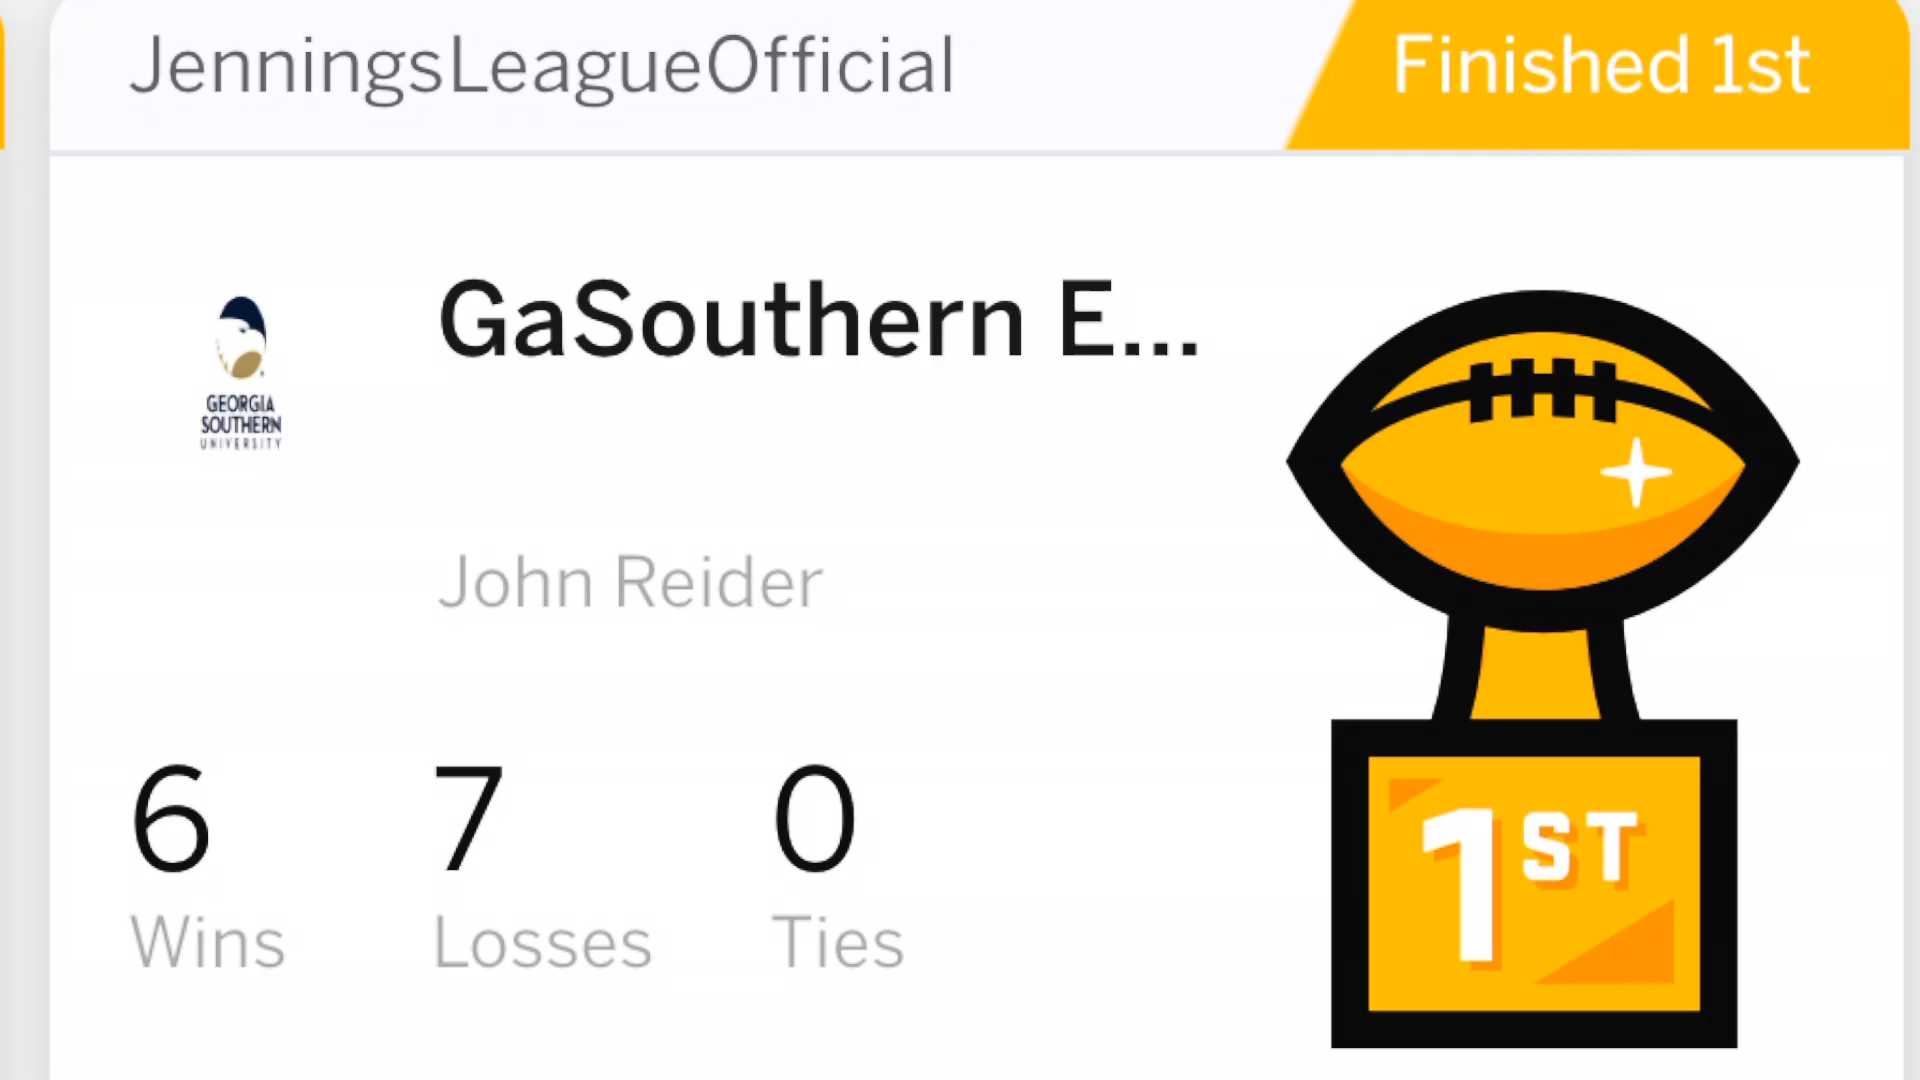 JenningsLeagueOfficial
Finished 1st
GaSouthern E...
GEORGIA
SOUTHERN
UNIVERSITY
John Reider
6 7 0
Wins Losses Ties
1ST